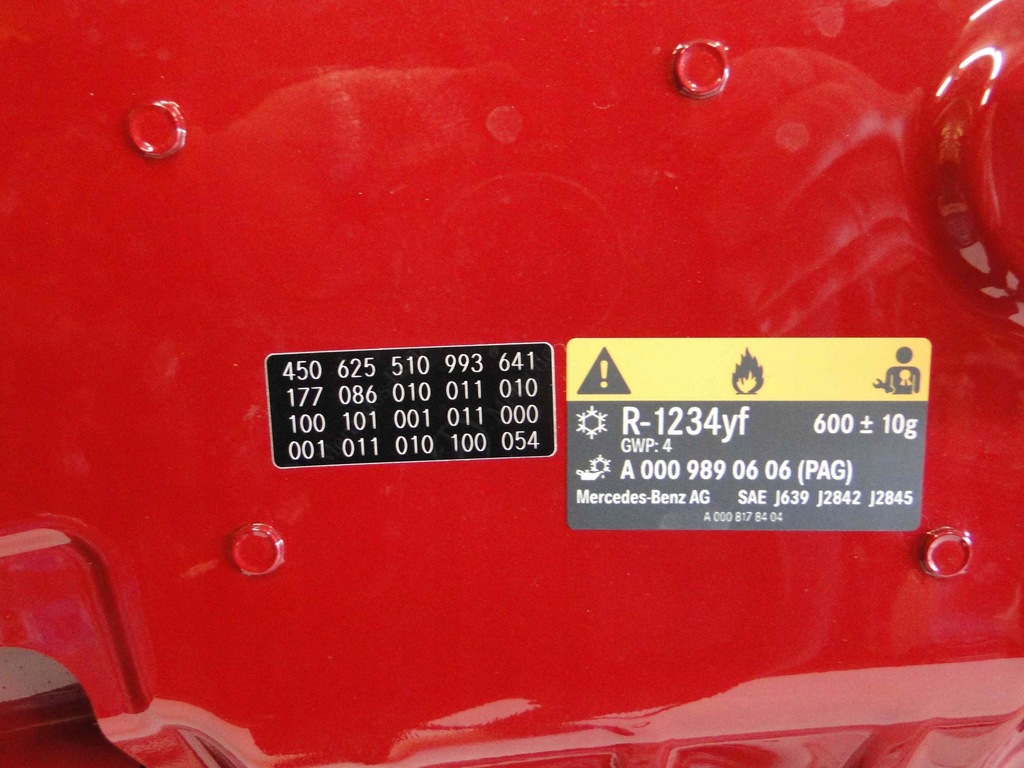 450 625 510 993 641
177 086 010 011 010
100 101 001 011 000
001 011 010 100 054
R-1234yf 600 ± 10g
GWP: 4
A 000 989 06 06 (PAG)
Mercedes-Benz AG SAE J639 J2842 J2845
A 000 817 84 04